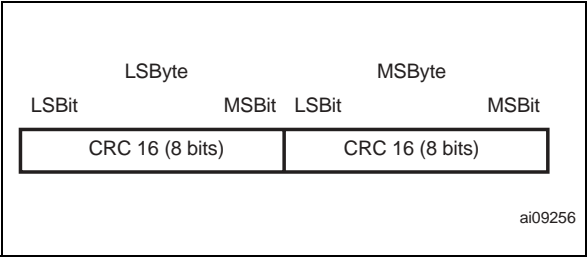 LSByte MSByte
LSBit MSBit LSBit MSBit
CRC 16 (8 bits) CRC 16 (8 bits)
ai09256